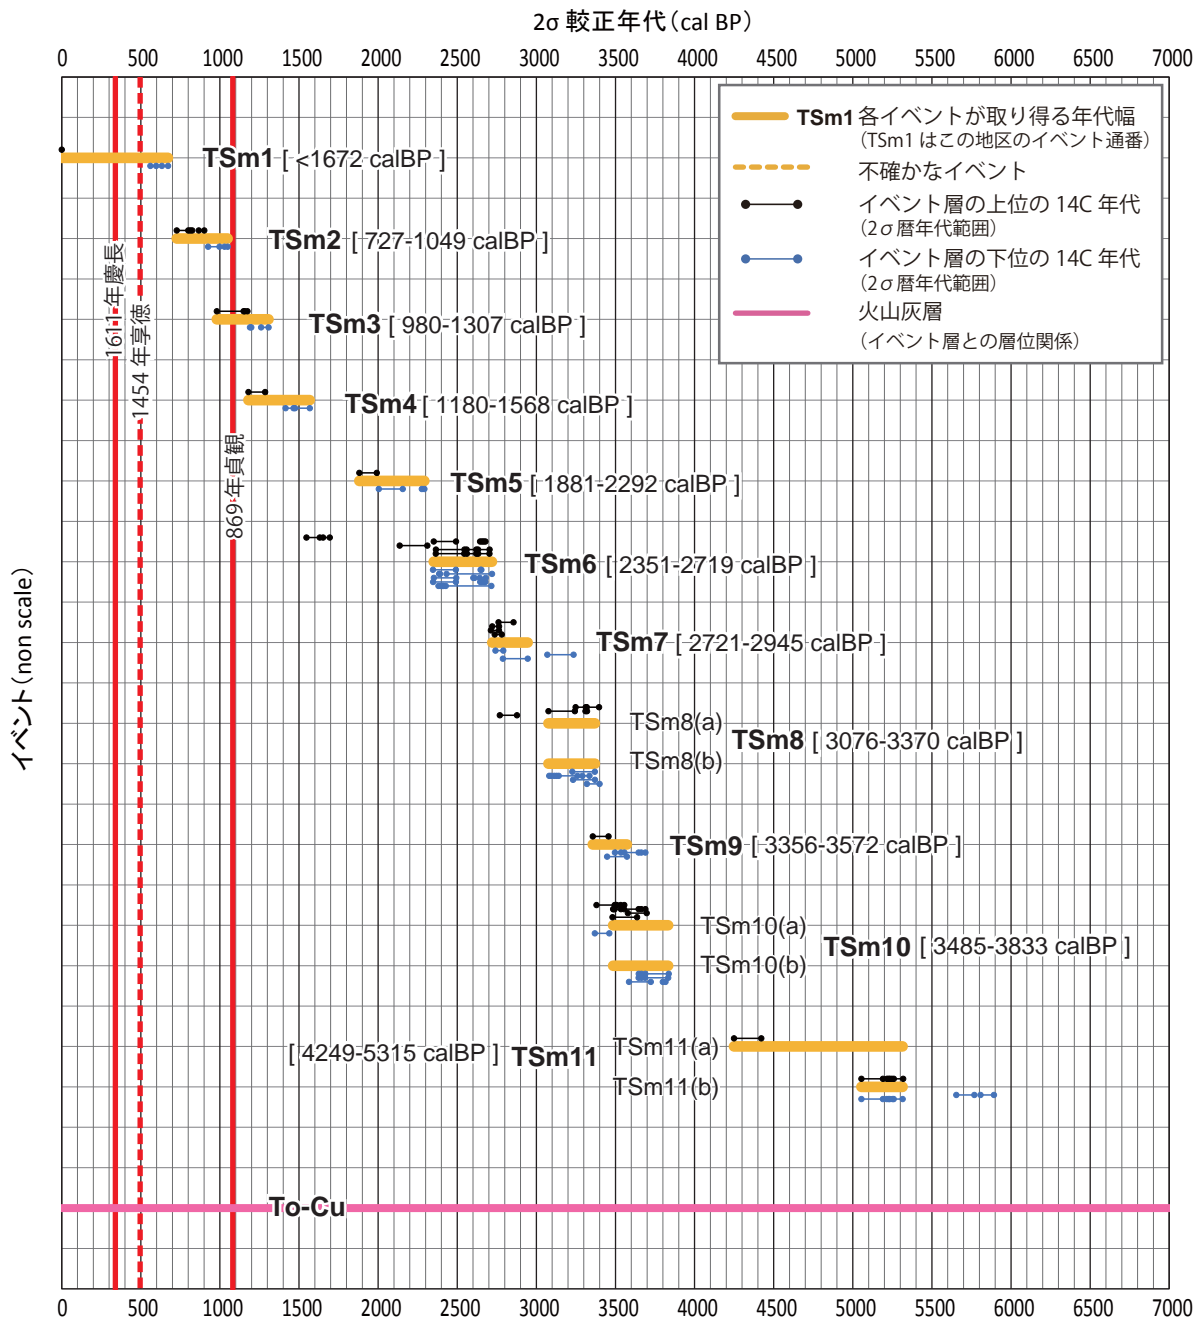 2σ 較正年代（cal BP）
0 500 1000 1500 2000 2500 3000 3500 4000 4500 5000 5500 6000 6500 7000
TSm1 各イベントが取り得る年代幅
（TSm1 はこの地区のイベント通番）
不確かなイベント
イベント層の上位の 14C 年代
（2σ暦年代範囲）
イベント層の下位の 14C 年代
（2σ暦年代範囲）
火山灰層
（イベント層との層位関係）
TSm1 [ <1672 calBP ]
TSm2 [ 727-1049 calBP ]
TSm3 [ 980-1307 calBP ]
TSm4 [ 1180-1568 calBP ]
TSm5 [ 1881-2292 calBP ]
TSm6 [ 2351-2719 calBP ]
TSm7 [ 2721-2945 calBP ]
TSm8(a)
TSm8 [ 3076-3370 calBP ]
TSm8(b)
TSm9 [ 3356-3572 calBP ]
TSm10(a)
TSm10 [ 3485-3833 calBP ]
TSm10(b)
[ 4249-5315 calBP ] TSm11
TSm11(a)
TSm11(b)
To-Cu
1611 年慶長
1454 年享徳
869 年貞観
イベント（non scale）
0 500 1000 1500 2000 2500 3000 3500 4000 4500 5000 5500 6000 6500 7000